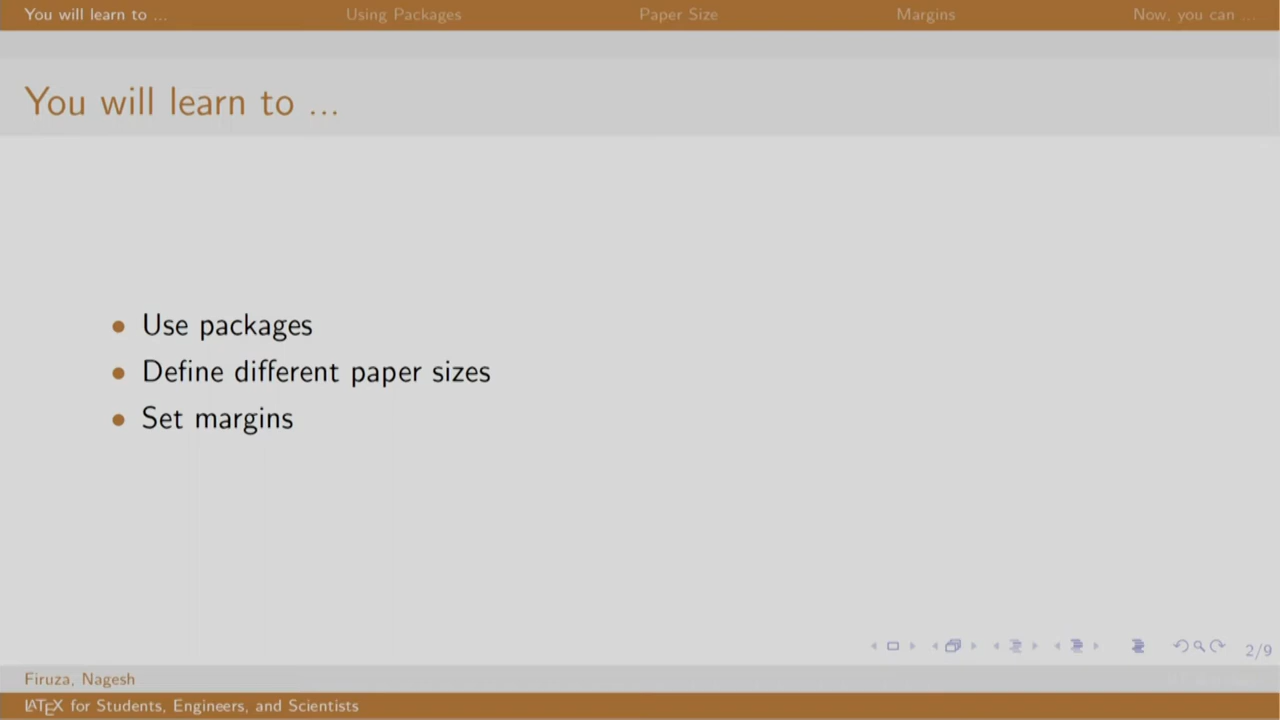 You will learn to ... Using Packages Paper Size Margins Now, you can ...
You will learn to ...
• Use packages
• Define different paper sizes
• Set margins
2/9
Firuza, Nagesh
LATEX for Students, Engineers, and Scientists